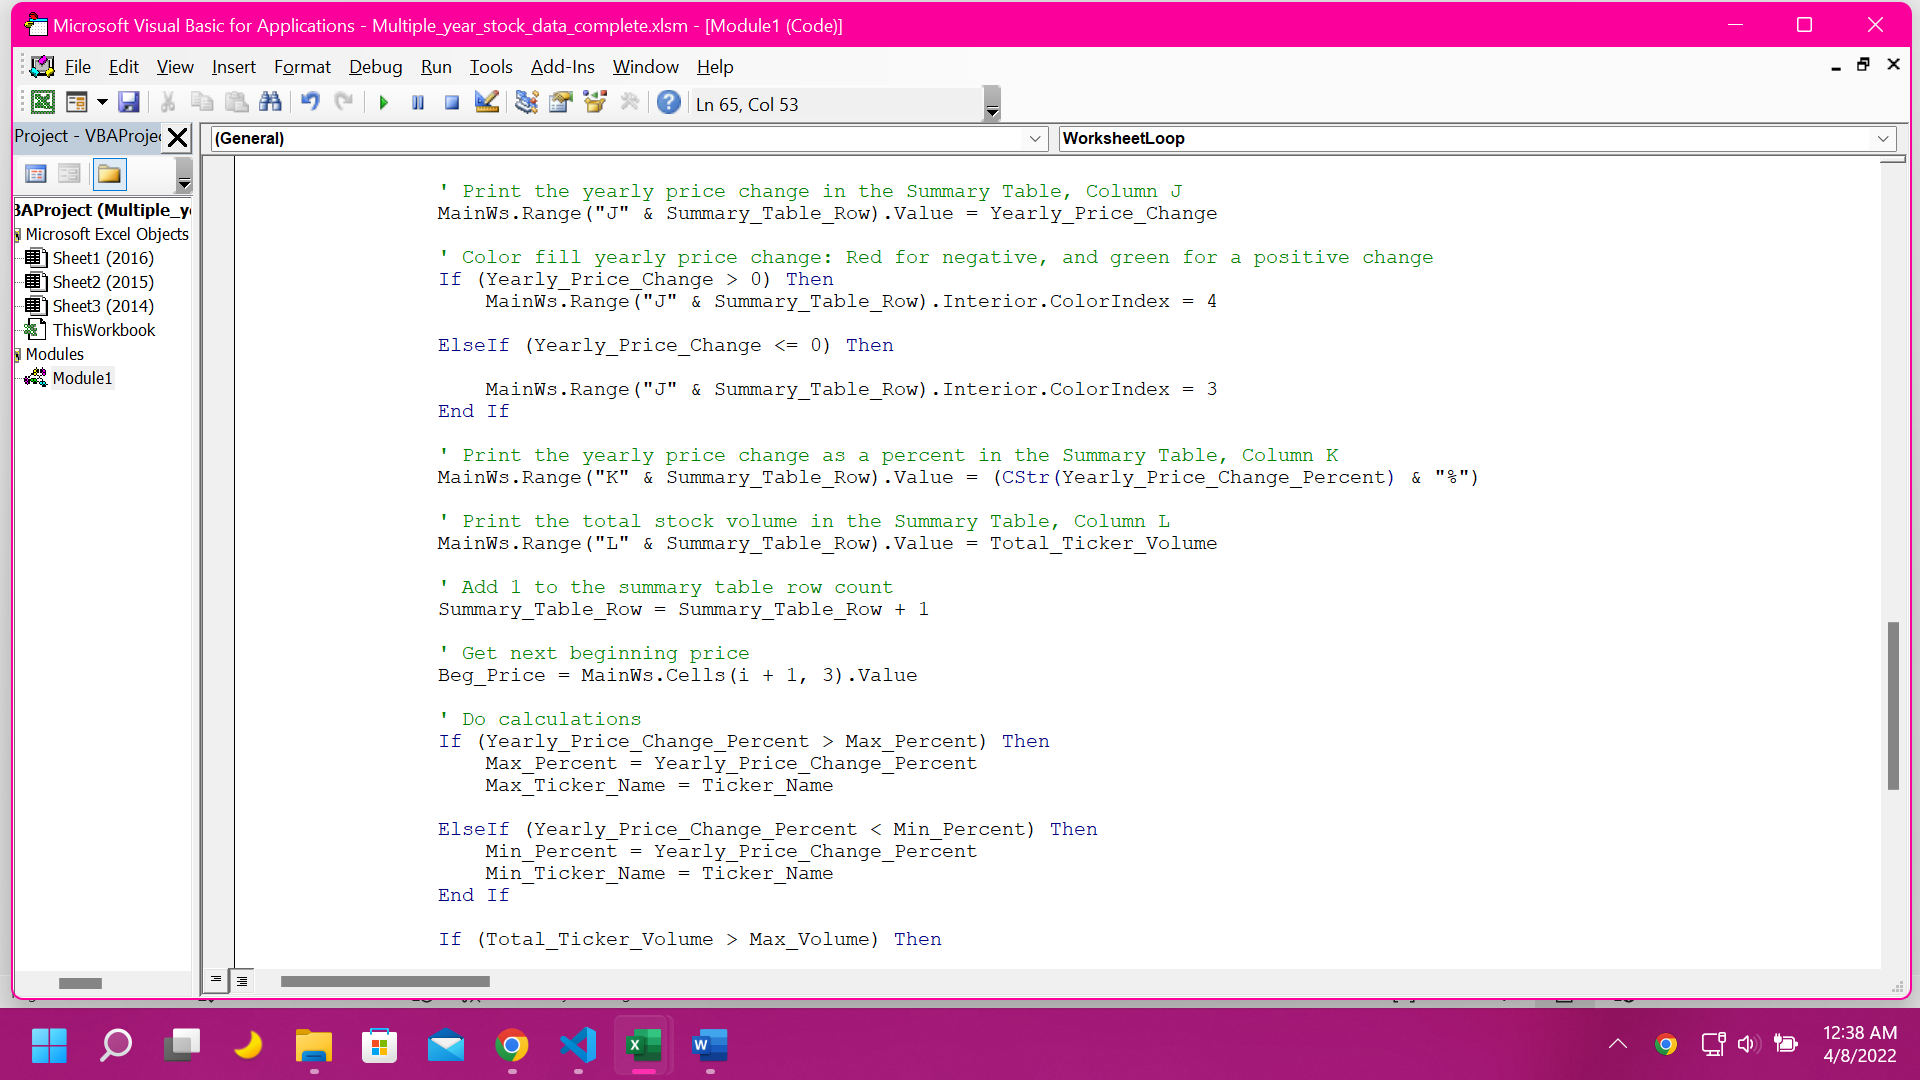 Microsoft Visual Basic for Applications - Multiple_year_stock_data_complete.xlsm - [Module1 (Code)]
File Edit View Insert Format Debug Run Tools Add-Ins Window Help
Ln 65, Col 53
Project - VBAProje
(General)
WorksheetLoop
BAProject (Multiple_y
Microsoft Excel Objects
Sheet1 (2016)
Sheet2 (2015)
Sheet3 (2014)
ThisWorkbook
Modules
Module1
' Print the yearly price change in the Summary Table, Column J
MainWs.Range("J" & Summary_Table_Row).Value = Yearly_Price_Change
' Color fill yearly price change: Red for negative, and green for a positive change
If (Yearly_Price_Change > 0) Then
MainWs.Range("J" & Summary_Table_Row).Interior.ColorIndex = 4
ElseIf (Yearly_Price_Change <= 0) Then
MainWs.Range("J" & Summary_Table_Row).Interior.ColorIndex = 3
End If
' Print the yearly price change as a percent in the Summary Table, Column K
MainWs.Range("K" & Summary_Table_Row).Value = (CStr(Yearly_Price_Change_Percent) & "%")
' Print the total stock volume in the Summary Table, Column L
MainWs.Range("L" & Summary_Table_Row).Value = Total_Ticker_Volume
' Add 1 to the summary table row count
Summary_Table_Row = Summary_Table_Row + 1
' Get next beginning price
Beg_Price = MainWs.Cells(i + 1, 3).Value
' Do calculations
If (Yearly_Price_Change_Percent > Max_Percent) Then
Max_Percent = Yearly_Price_Change_Percent
Max_Ticker_Name = Ticker_Name
ElseIf (Yearly_Price_Change_Percent < Min_Percent) Then
Min_Percent = Yearly_Price_Change_Percent
Min_Ticker_Name = Ticker_Name
End If
If (Total_Ticker_Volume > Max_Volume) Then
12:38 AM
4/8/2022